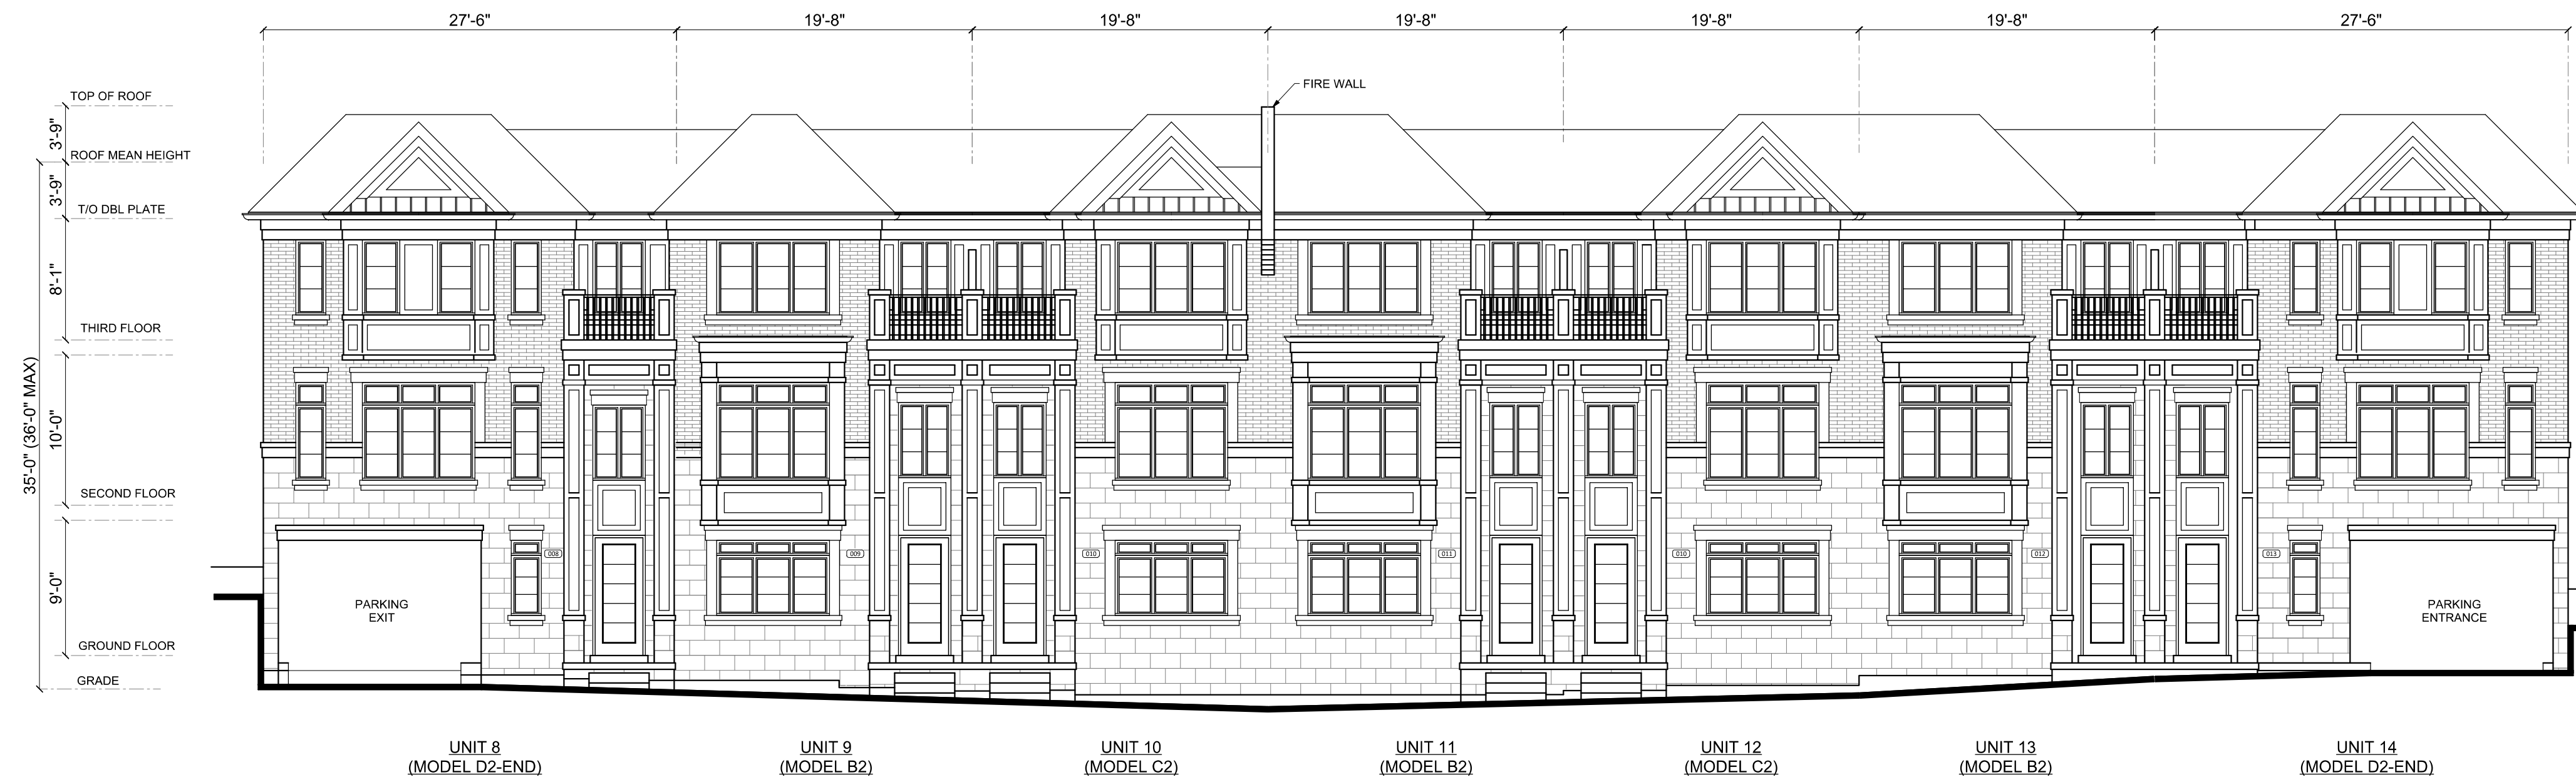 27'-6"
19'-8"
19'-8"
19'-8"
19'-8"
19'-8"
27'-6"
FIRE WALL
TOP OF ROOF
3'-9"
ROOF MEAN HEIGHT
3'-9"
T/O DBL PLATE
8'-1"
THIRD FLOOR
35'-0" (36'-0" MAX)
10'-0"
SECOND FLOOR
9'-0"
GROUND FLOOR
GRADE
008
009
010
011
010
012
013
PARKING
EXIT
PARKING
ENTRANCE
UNIT 8
(MODEL D2-END)
UNIT 9
(MODEL B2)
UNIT 10
(MODEL C2)
UNIT 11
(MODEL B2)
UNIT 12
(MODEL C2)
UNIT 13
(MODEL B2)
UNIT 14
(MODEL D2-END)